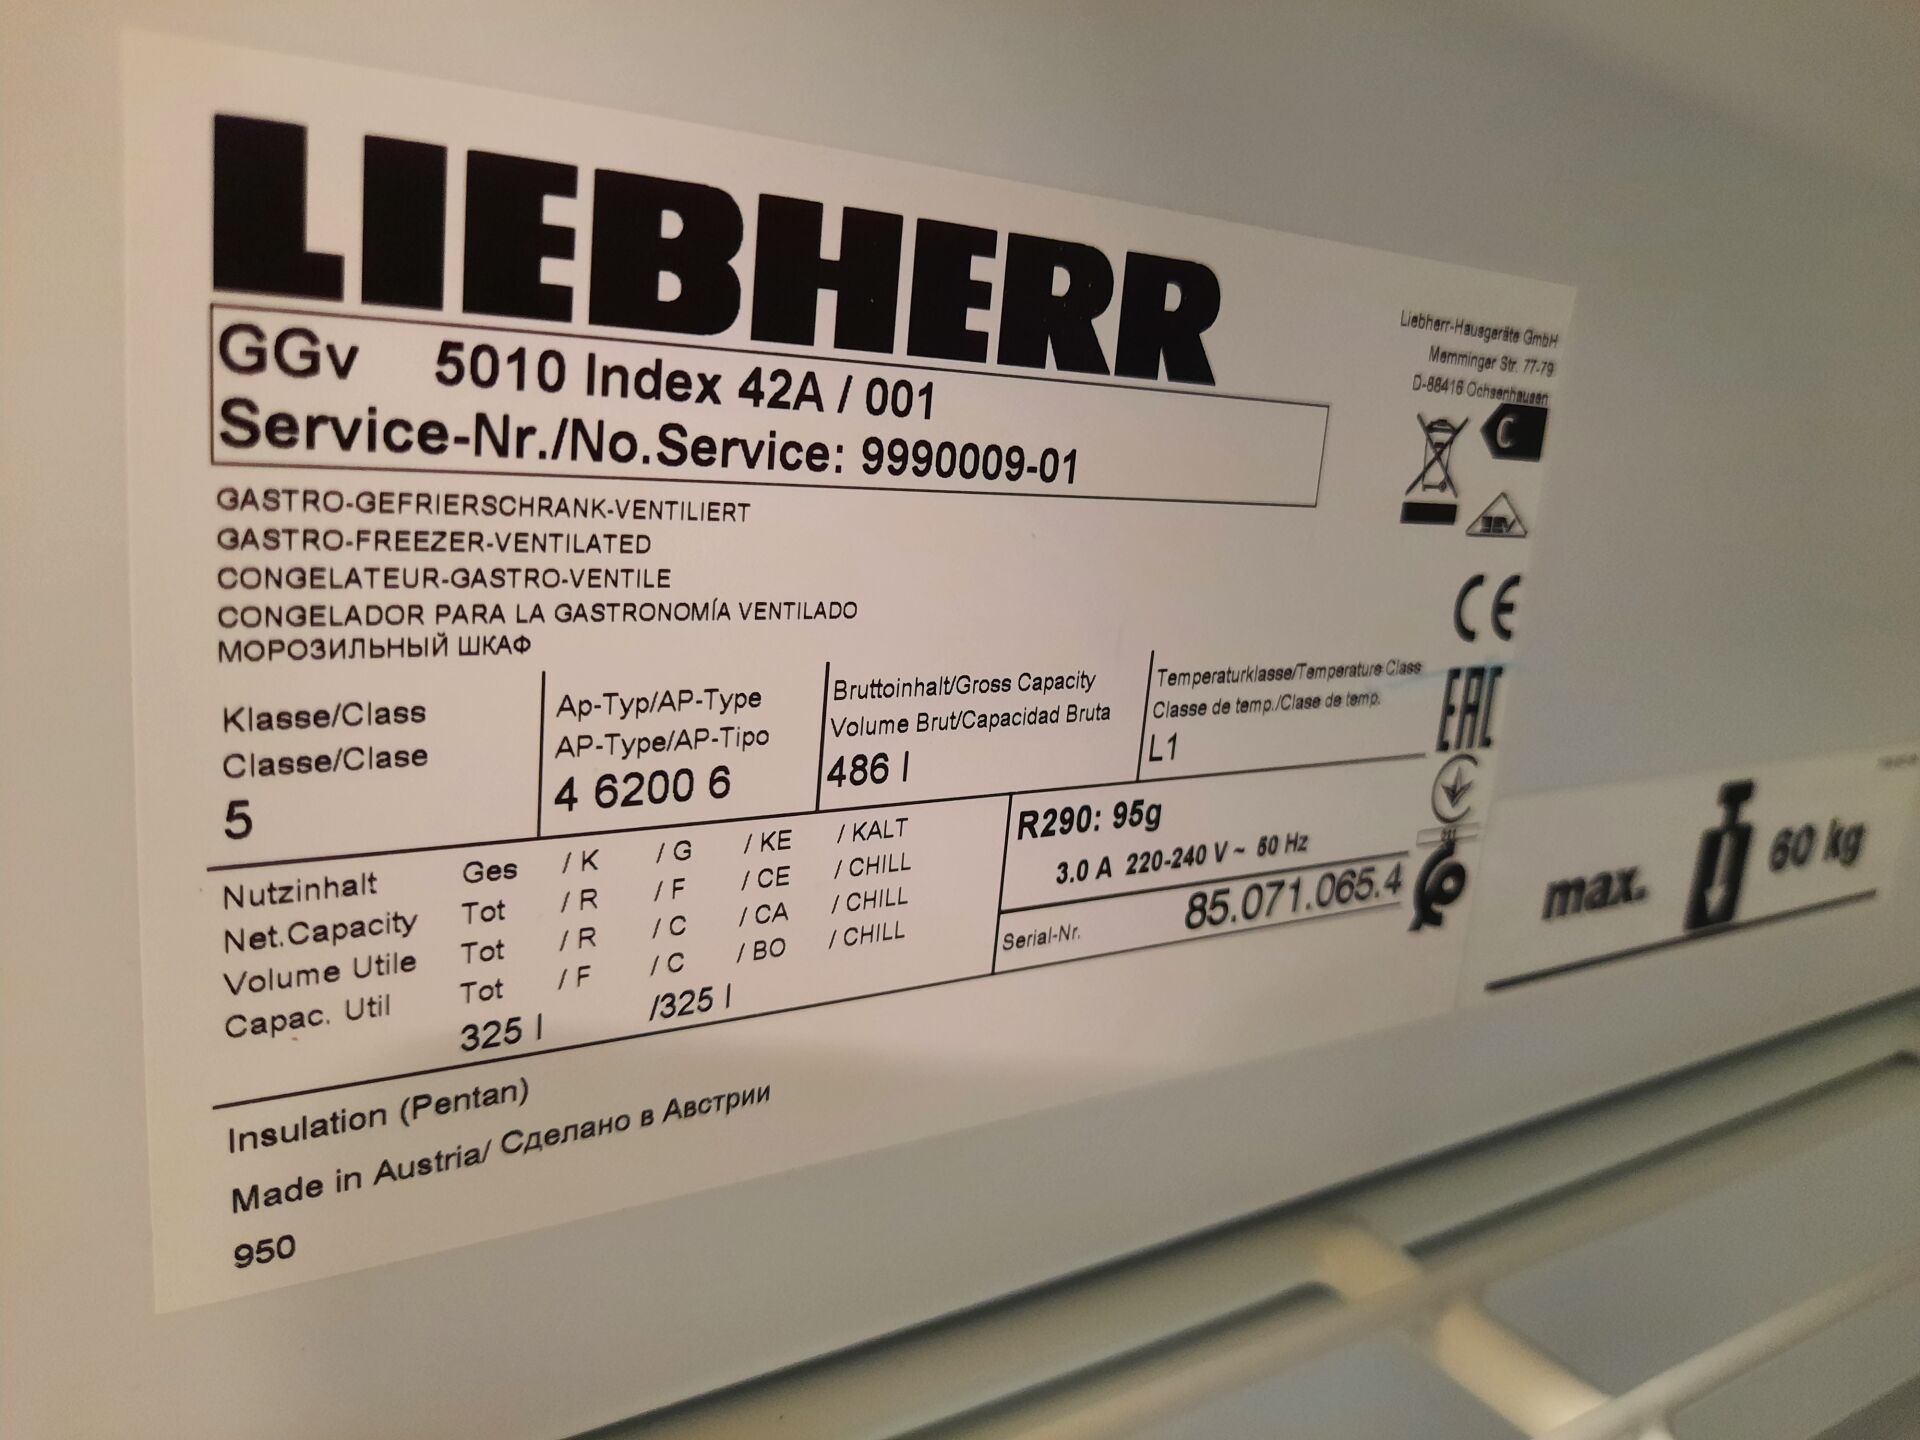 LIEBHERR
GGv 5010 Index 42A / 001
Service-Nr./No.Service: 9990009-01
Liebherr-Hausgeräte GmbH
Memminger Str. 77-79
D-88416 Ochsenhausen
C
GASTRO-GEFRIERSCHRANK-VENTILIERT
GASTRO-FREEZER-VENTILATED
CONGELATEUR-GASTRO-VENTILE
CONGELADOR PARA LA GASTRONOMÍA VENTILADO
МОРОЗИЛЬНЫЙ ШКАФ
CE
EAC
Klasse/Class
Classe/Clase
5
Ap-Typ/AP-Type
AP-Type/AP-Tipo
4 6200 6
Bruttoinhalt/Gross Capacity
Volume Brut/Capacidad Bruta
486 l
Temperaturklasse/Temperature Class
Classe de temp./Clase de temp.
L1
Nutzinhalt Ges / K / G / KE / KALT
Net.Capacity Tot / R / F / CE / CHILL
Volume Utile Tot / R / C / CA / CHILL
Capac. Util Tot / F / C / BO / CHILL
325 l /325 l
R290: 95g
3.0 A 220-240 V ~ 50 Hz
Serial-Nr. 85.071.065.4
Insulation (Pentan)
Made in Austria/ Сделано в Австрии
950
max. 60 kg